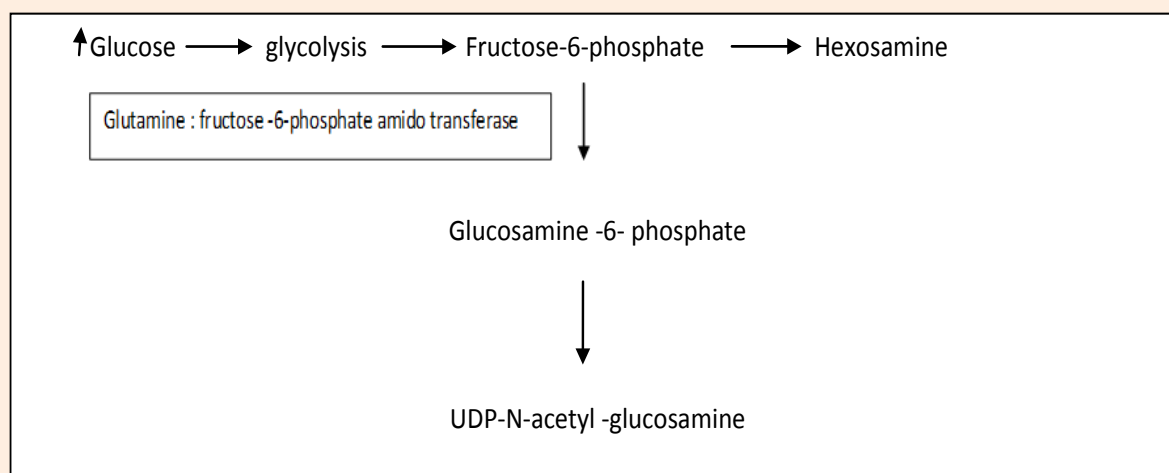 Glucose glycolysis Fructose-6-phosphate Hexosamine
Glutamine : fructose -6-phosphate amido transferase
Glucosamine -6- phosphate
UDP-N-acetyl -glucosamine